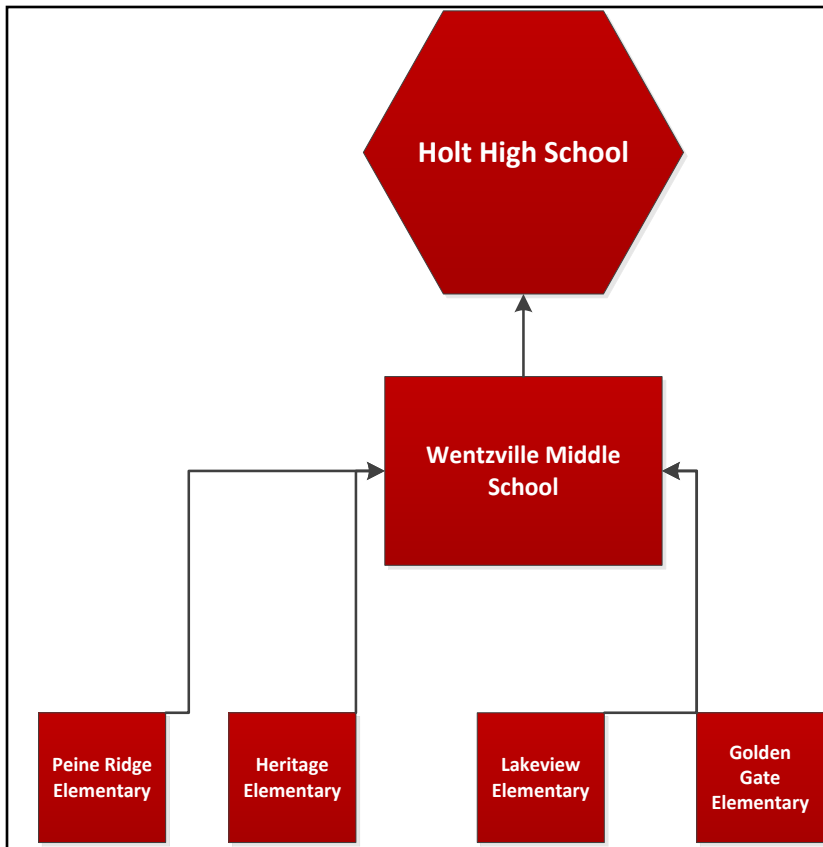 Holt High School
Wentzville Middle
School
Peine Ridge
Elementary
Heritage
Elementary
Lakeview
Elementary
Golden
Gate
Elementary